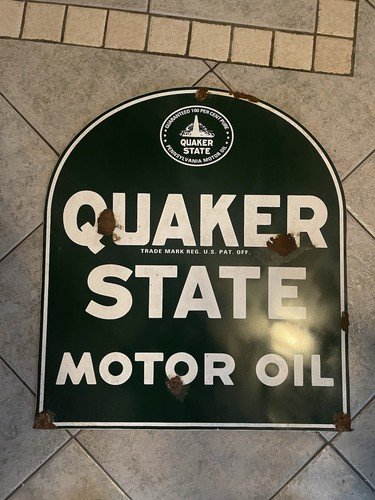 GUARANTEED 100 PER CENT PURE
QUAKER
STATE
PENNSYLVANIA MOTOR OIL
QUAKER
TRADE MARK REG. U.S. PAT. OFF.
STATE
MOTOR OIL